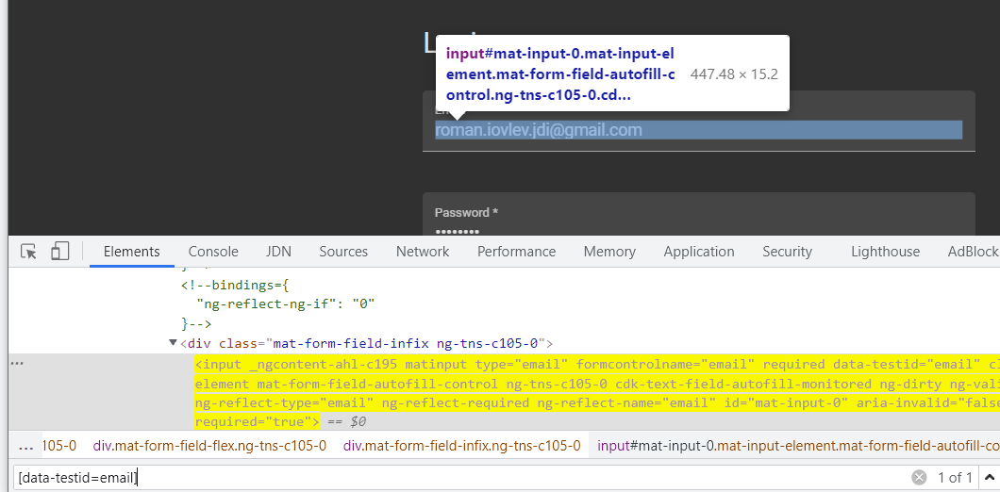 input#mat-input-0.mat-input-el
ement.mat-form-field-autofill-c
ontrol.ng-tns-c105-0.cd...
447.48 × 15.2
roman.iovlev.jdi@gmail.com
Password *
••••••••
Elements Console JDN Sources Network Performance Memory Application Security Lighthouse AdBlock
<!--bindings={
"ng-reflect-ng-if": "0"
}-->
▼<div class="mat-form-field-infix ng-tns-c105-0">
<input _ngcontent-ahl-c195 matinput type="email" formcontrolname="email" required data-testid="email" cl
element mat-form-field-autofill-control ng-tns-c105-0 cdk-text-field-autofill-monitored ng-dirty ng-vali
ng-reflect-type="email" ng-reflect-required ng-reflect-name="email" id="mat-input-0" aria-invalid="false
required="true"> == $0
... 105-0 div.mat-form-field-flex.ng-tns-c105-0 div.mat-form-field-infix.ng-tns-c105-0 input#mat-input-0.mat-input-element.mat-form-field-autofill-co
[data-testid=email] 1 of 1